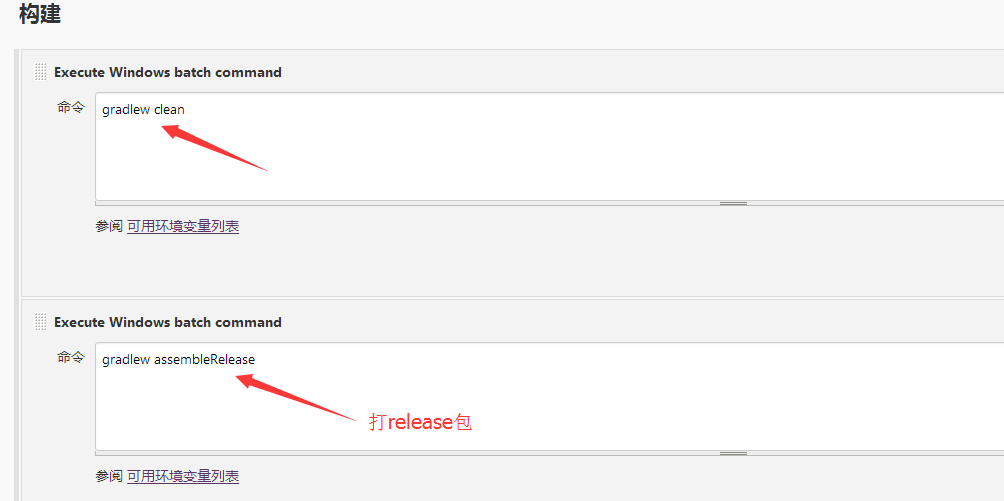 构建
Execute Windows batch command
命令
gradlew clean
参阅 可用环境变量列表
Execute Windows batch command
命令
gradlew assembleRelease
打release包
参阅 可用环境变量列表